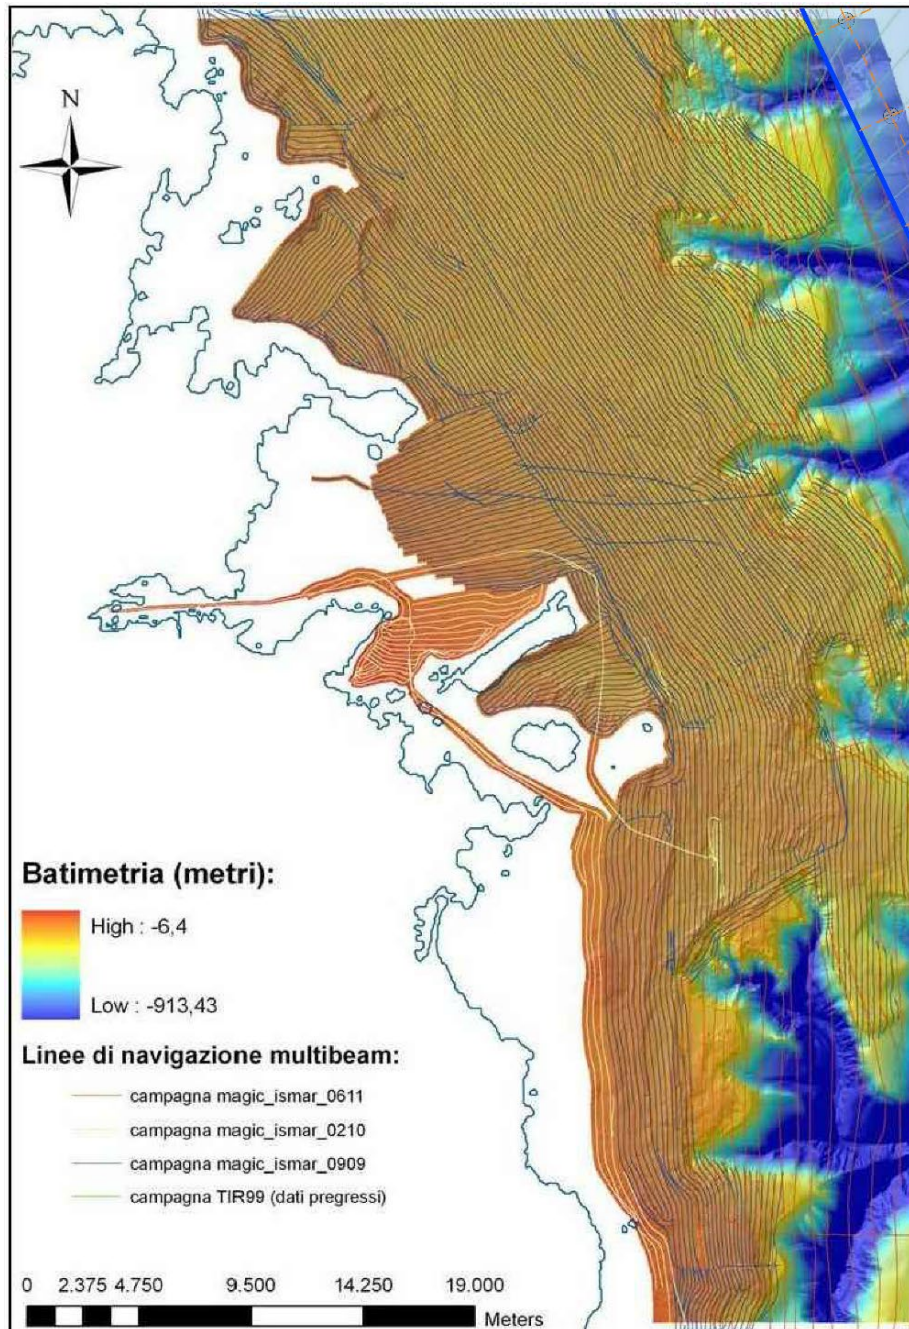 N
Batimetria (metri):
High : -6,4
Low : -913,43
Linee di navigazione multibeam:
campagna magic_ismar_0611
campagna magic_ismar_0210
campagna magic_ismar_0909
campagna TIR99 (dati pregressi)
0 2.375 4.750 9.500 14.250 19.000
Meters